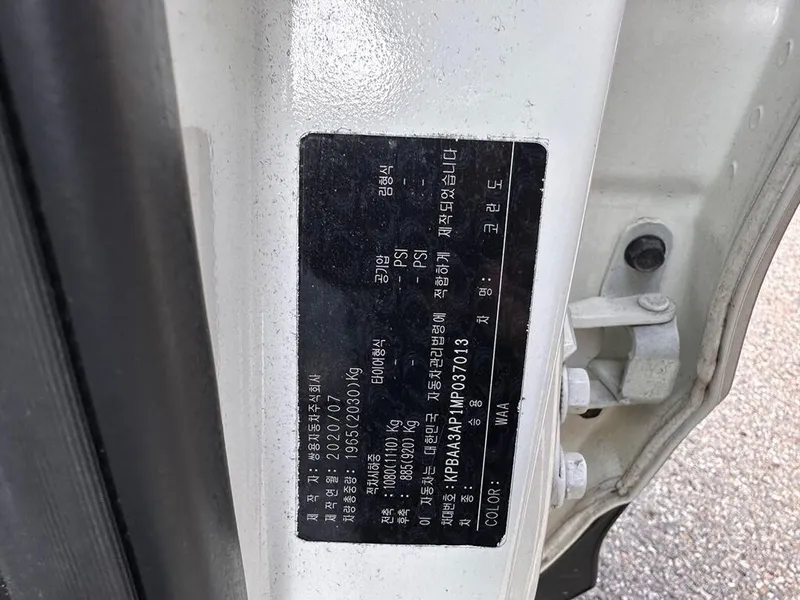 제 작 자: 쌍용자동차주식회사
제작연월: 2020/07
차량총중량: 1965(2030)Kg
적차시하중 타이어형식 공기압 림형식
전축: 1080(1110)Kg - - PSI -
후축: 885(920) Kg - - PSI -
이 자동차는 대한민국 자동차관리법령에 적합하게 제작되었습니다
차대번호: KPBAA3AP1MP037013
차 종: 승 용 차 명: 코 란 도
COLOR: WAA